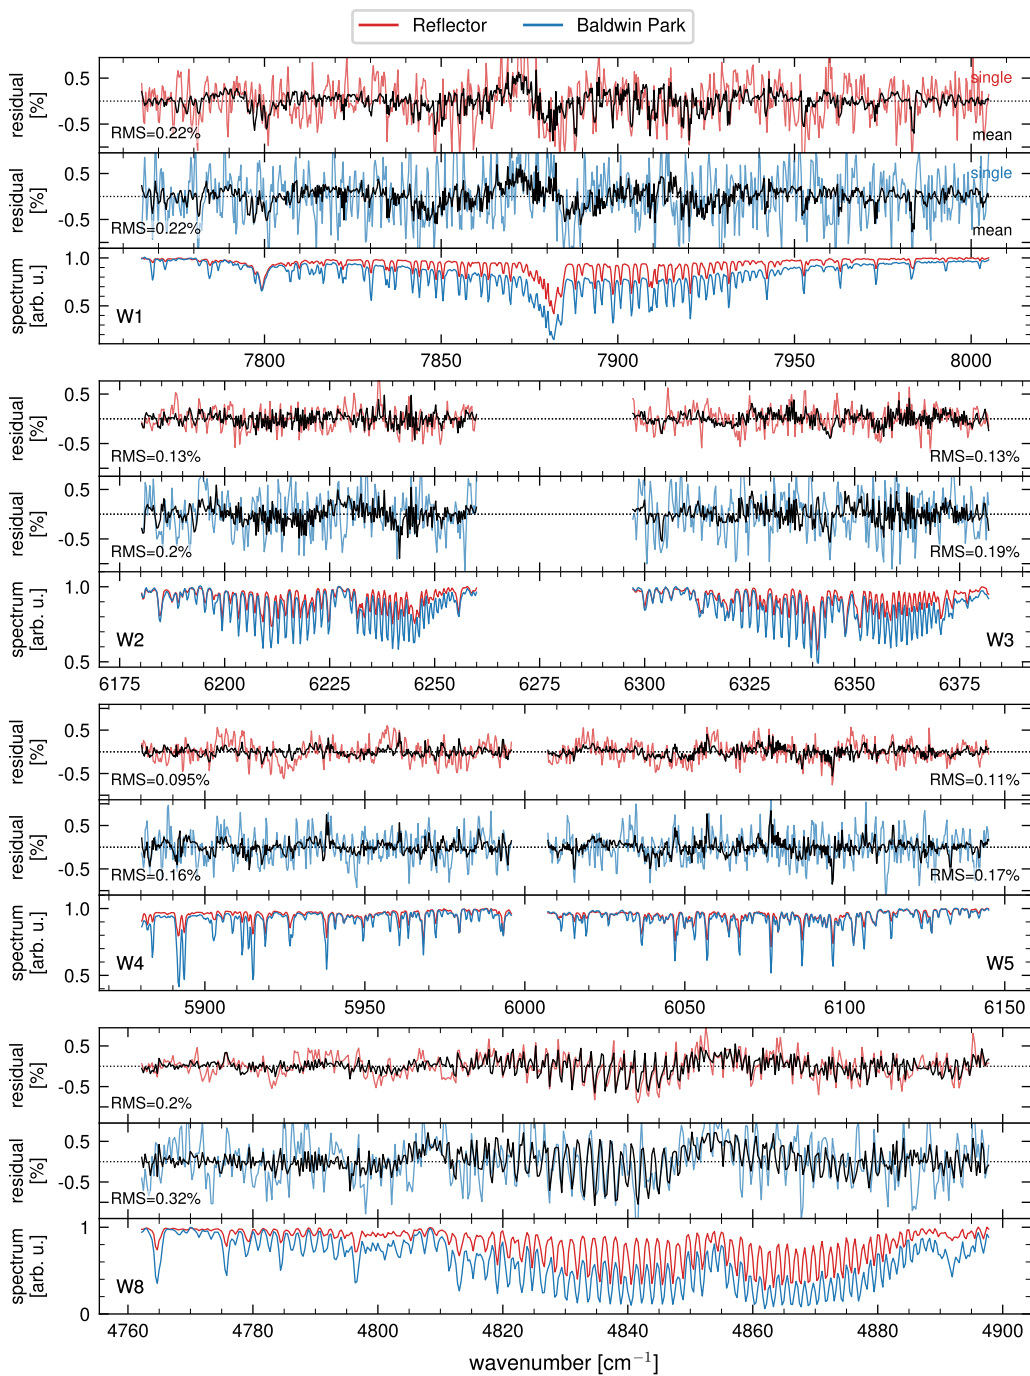 Reflector Baldwin Park
residual [%]
0.5
-0.5
single
mean
RMS=0.22%
residual [%]
0.5
-0.5
single
mean
RMS=0.22%
spectrum [arb. u.]
1.0
0.5
W1
7800 7850 7900 7950 8000
residual [%]
0.5
-0.5
RMS=0.13% RMS=0.13%
residual [%]
0.5
-0.5
RMS=0.2% RMS=0.19%
spectrum [arb. u.]
1.0
0.5
W2 W3
6175 6200 6225 6250 6275 6300 6325 6350 6375
residual [%]
0.5
-0.5
RMS=0.095% RMS=0.11%
residual [%]
0.5
-0.5
RMS=0.16% RMS=0.17%
spectrum [arb. u.]
1.0
0.5
W4 W5
5900 5950 6000 6050 6100 6150
residual [%]
0.5
-0.5
RMS=0.2%
residual [%]
0.5
-0.5
RMS=0.32%
spectrum [arb. u.]
1
0
W8
4760 4780 4800 4820 4840 4860 4880 4900
wavenumber [cm⁻¹]